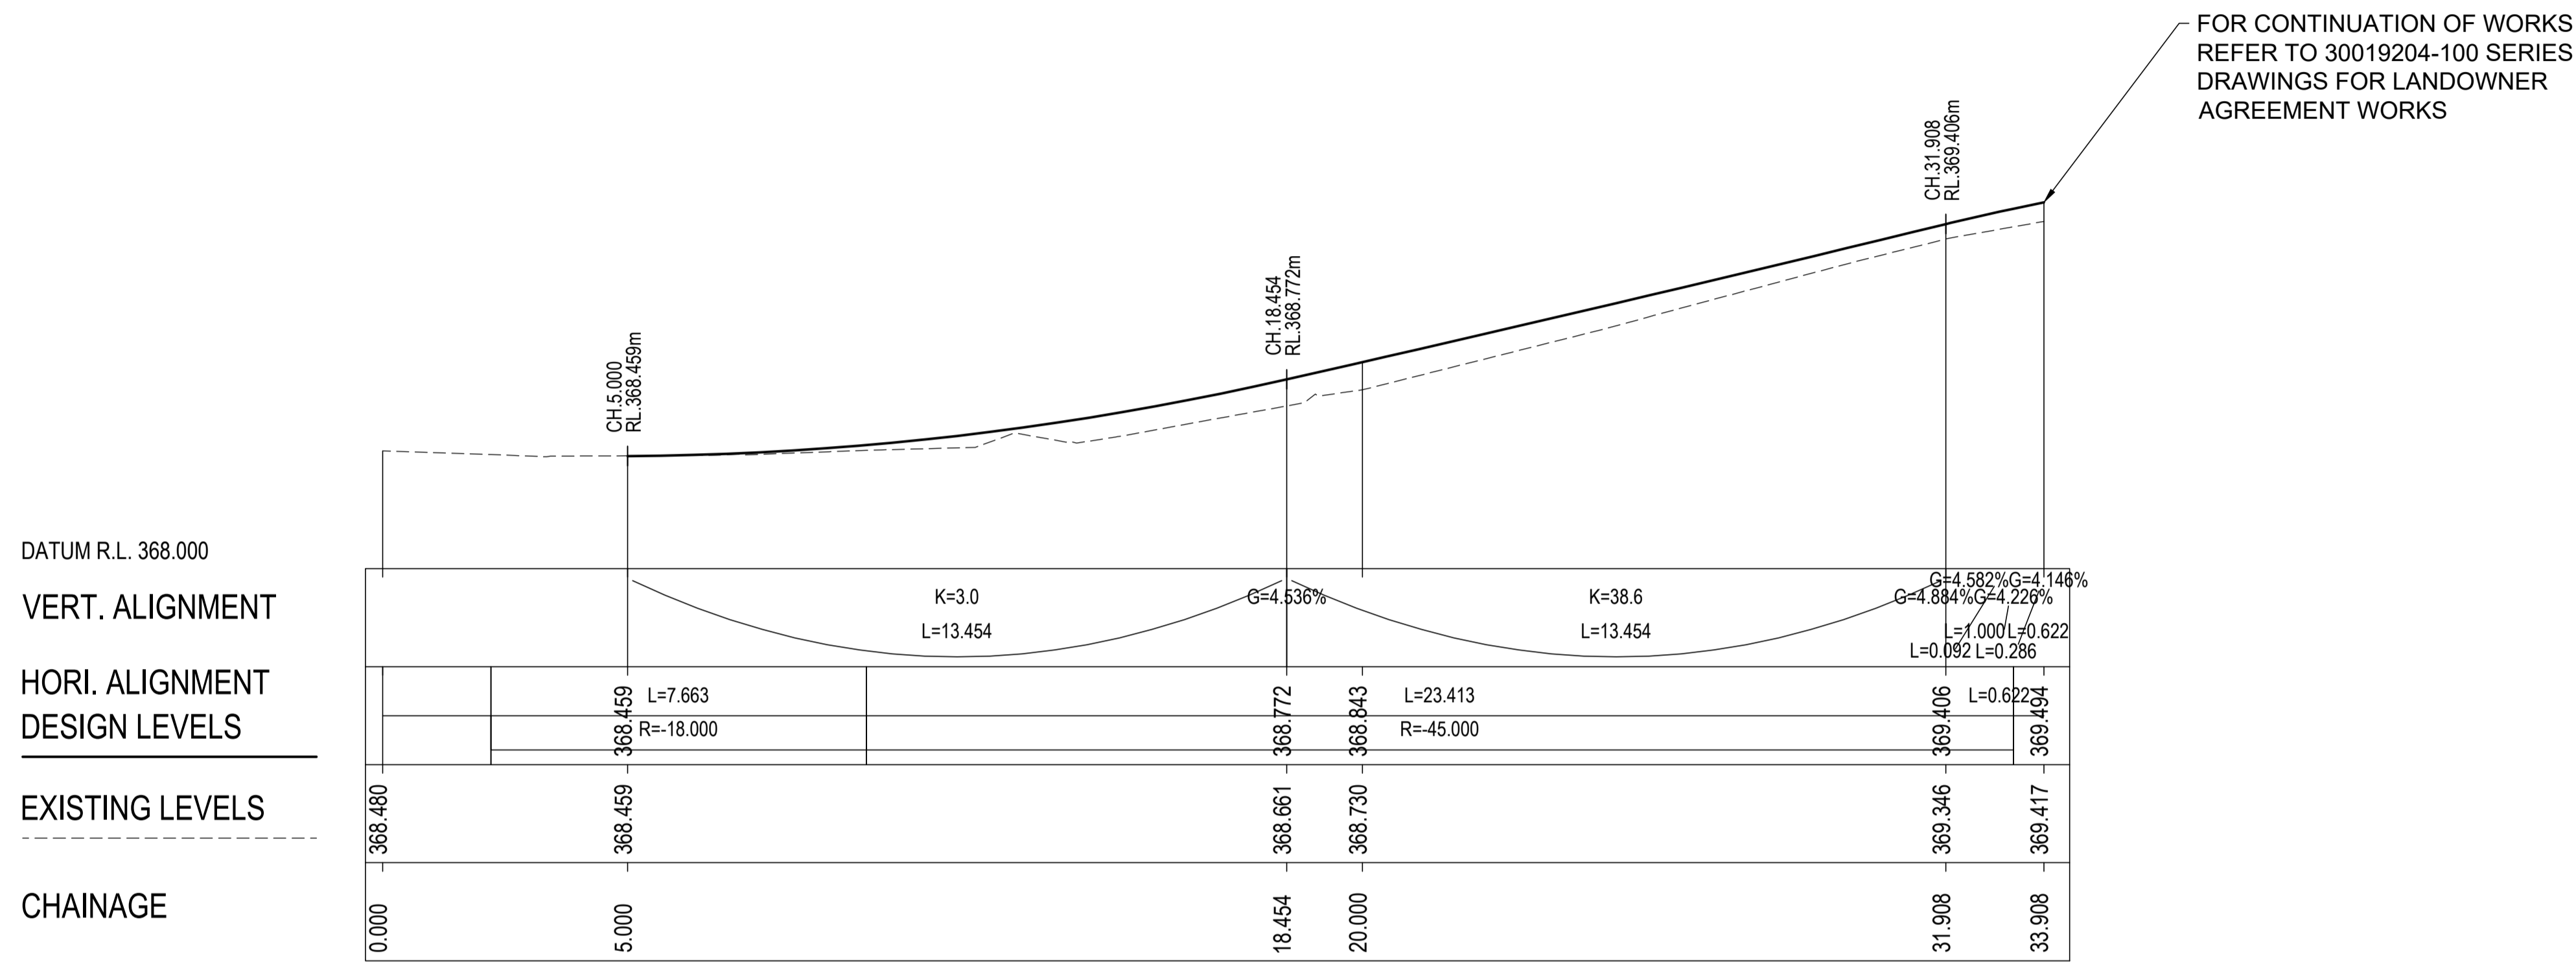 FOR CONTINUATION OF WORKS
REFER TO 30019204-100 SERIES
DRAWINGS FOR LANDOWNER
AGREEMENT WORKS
CH.31.908
RL.369.406m
CH.18.454
RL.368.772m
CH.5.000
RL.368.459m
DATUM R.L. 368.000
VERT. ALIGNMENT
K=3.0
L=13.454
G=4.536%
K=38.6
L=13.454
G=4.582% G=4.146%
G=4.884% G=4.226%
L=1.000 L=0.622
L=0.092 L=0.286
HORI. ALIGNMENT
L=7.663
R=-18.000
L=23.413
R=-45.000
L=0.622
DESIGN LEVELS
368.459
368.772
368.843
369.406
369.494
EXISTING LEVELS
368.480
368.459
368.661
368.730
369.346
369.417
CHAINAGE
0.000
5.000
18.454
20.000
31.908
33.908